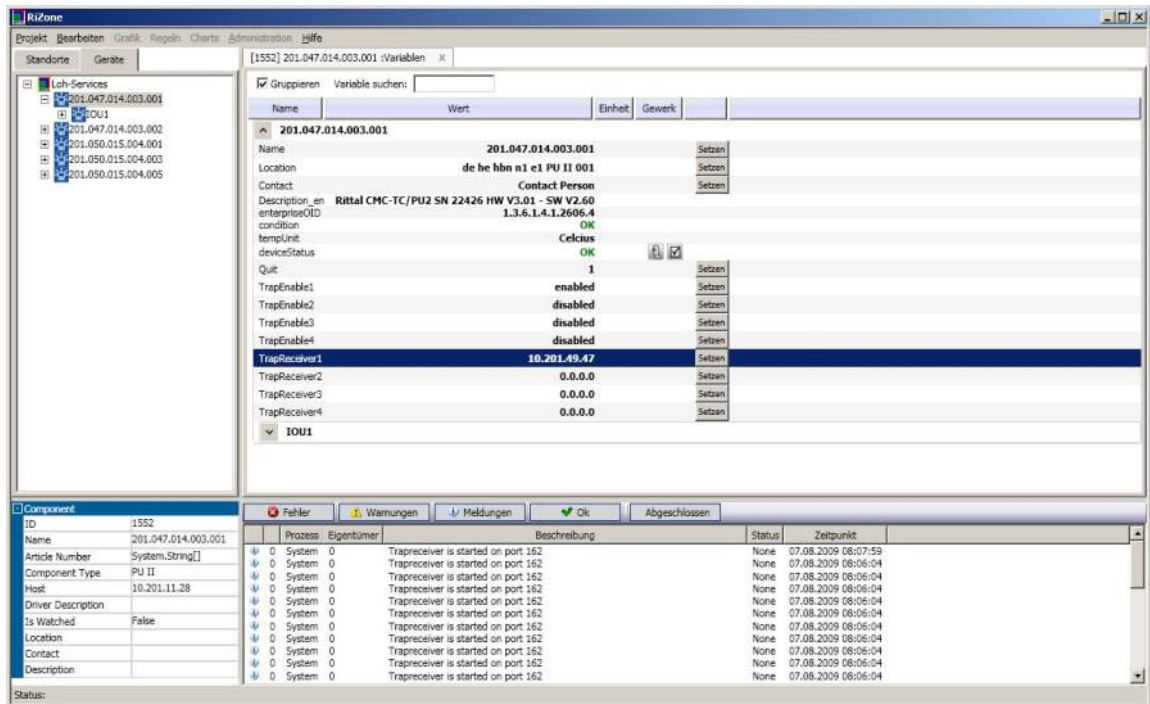 RiZone
Projekt Bearbeiten Grafik Regeln Charts Administration Hilfe
Standorte Geräte
[1552] 201.047.014.003.001 :Variablen x
Loh-Services
201.047.014.003.001
IOU1
201.047.014.003.002
201.050.015.004.001
201.050.015.004.003
201.050.015.004.005
Gruppieren Variable suchen:
Name Wert Einheit Gewerk
201.047.014.003.001
Name 201.047.014.003.001 Setzen
Location de he hbn n1 e1 PU II 001 Setzen
Contact Contact Person Setzen
Description_en Rittal CMC-TC/PU2 SN 22426 HW V3.01 - SW V2.60
enterpriseOID 1.3.6.1.4.1.2606.4
condition OK
tempUnit Celcius
deviceStatus OK
Quit 1 Setzen
TrapEnable1 enabled Setzen
TrapEnable2 disabled Setzen
TrapEnable3 disabled Setzen
TrapEnable4 disabled Setzen
TrapReceiver1 10.201.49.47 Setzen
TrapReceiver2 0.0.0.0 Setzen
TrapReceiver3 0.0.0.0 Setzen
TrapReceiver4 0.0.0.0 Setzen
IOU1
Component
ID 1552
Name 201.047.014.003.001
Article Number System.String[]
Component Type PU II
Host 10.201.11.28
Driver Description
Is Watched False
Location
Contact
Description
Fehler Warnungen Meldungen Ok Abgeschlossen
Prozess Eigentümer Beschreibung Status Zeitpunkt
0 System 0 Trapreceiver is started on port 162 None 07.08.2009 08:07:59
0 System 0 Trapreceiver is started on port 162 None 07.08.2009 08:06:04
0 System 0 Trapreceiver is started on port 162 None 07.08.2009 08:06:04
0 System 0 Trapreceiver is started on port 162 None 07.08.2009 08:06:04
0 System 0 Trapreceiver is started on port 162 None 07.08.2009 08:06:04
0 System 0 Trapreceiver is started on port 162 None 07.08.2009 08:06:04
0 System 0 Trapreceiver is started on port 162 None 07.08.2009 08:06:04
0 System 0 Trapreceiver is started on port 162 None 07.08.2009 08:06:04
0 System 0 Trapreceiver is started on port 162 None 07.08.2009 08:06:04
0 System 0 Trapreceiver is started on port 162 None 07.08.2009 08:06:04
0 System 0 Trapreceiver is started on port 162 None 07.08.2009 08:06:04
Status: